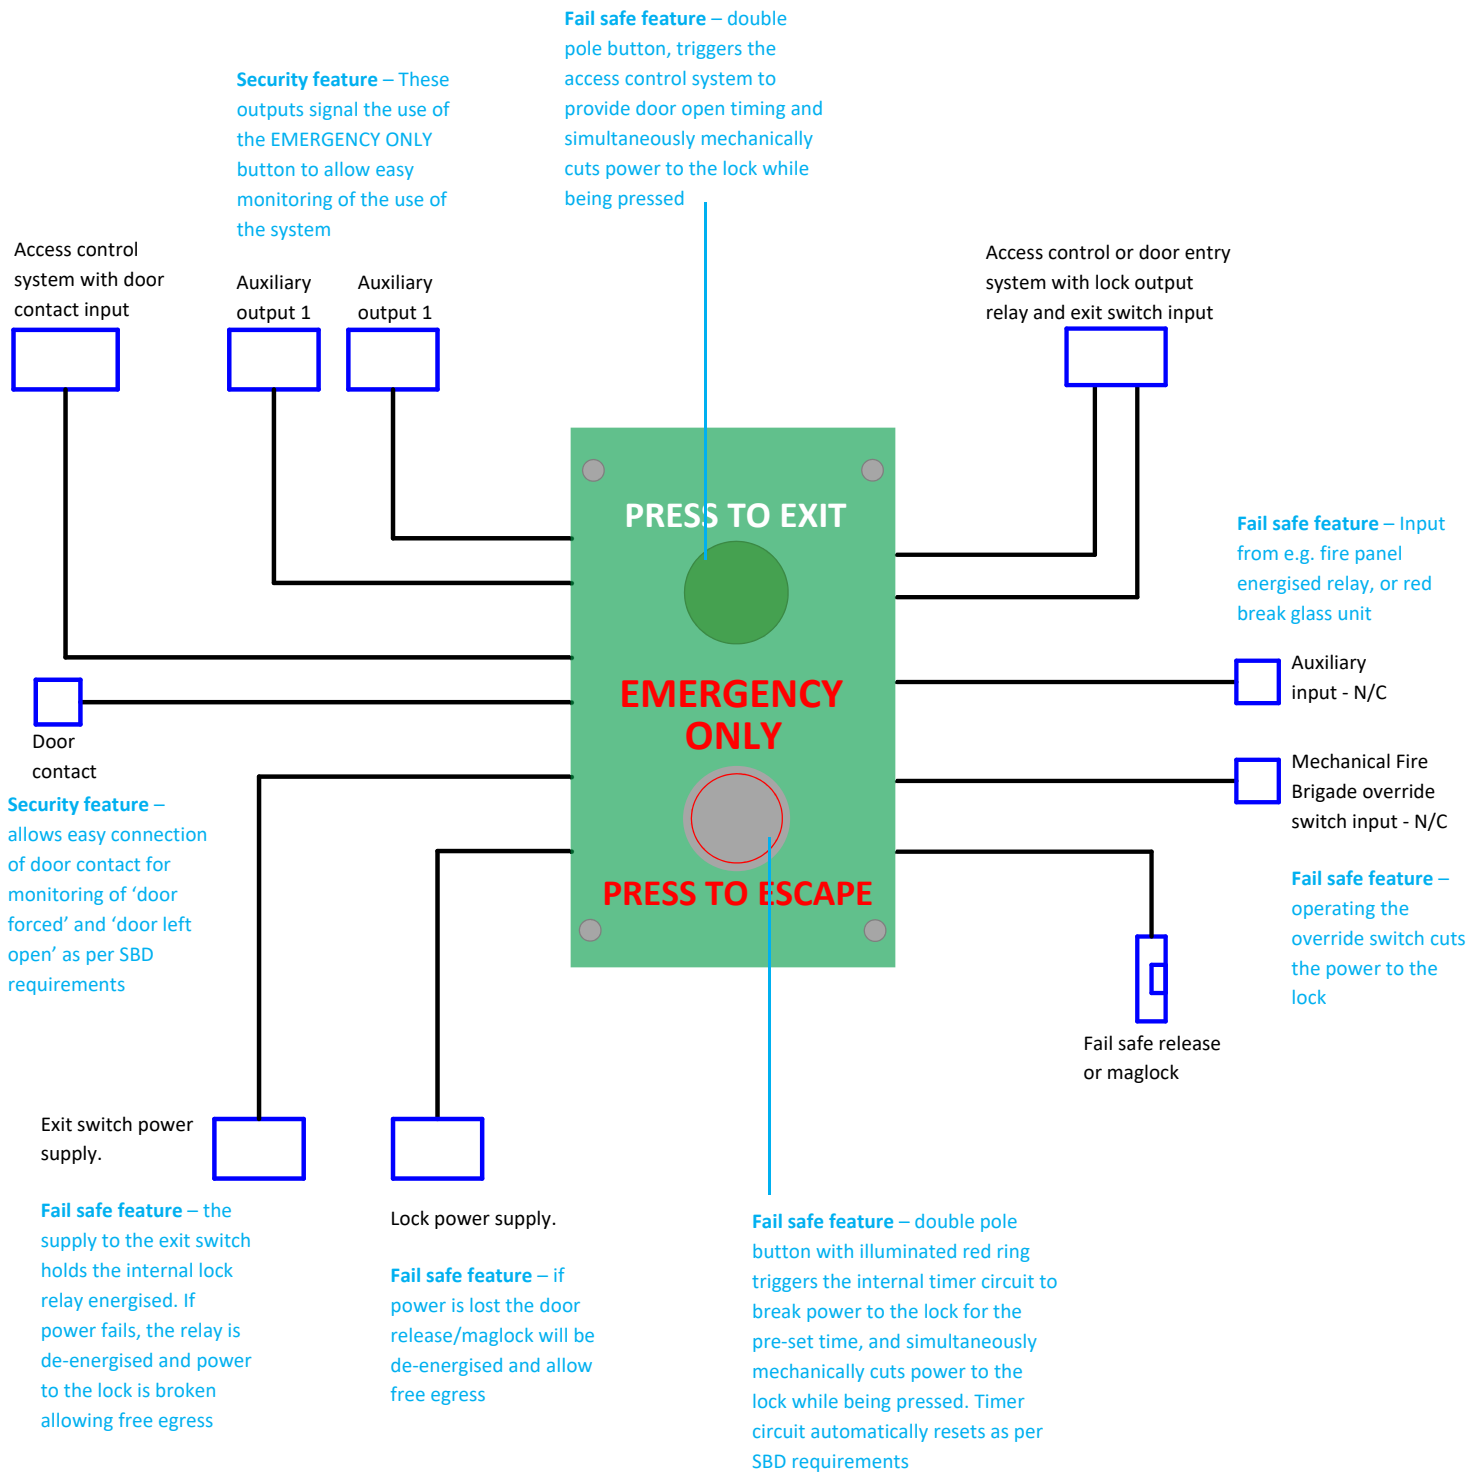 Fail safe feature – double
pole button, triggers the
access control system to
provide door open timing and
simultaneously mechanically
cuts power to the lock while
being pressed
Security feature – These
outputs signal the use of
the EMERGENCY ONLY
button to allow easy
monitoring of the use of
the system
Access control
system with door
contact input
Auxiliary
output 1
Auxiliary
output 1
Access control or door entry
system with lock output
relay and exit switch input
PRESS TO EXIT
EMERGENCY
ONLY
PRESS TO ESCAPE
Fail safe feature – Input
from e.g. fire panel
energised relay, or red
break glass unit
Auxiliary
input - N/C
Door
contact
Mechanical Fire
Brigade override
switch input - N/C
Security feature –
allows easy connection
of door contact for
monitoring of ‘door
forced’ and ‘door left
open’ as per SBD
requirements
Fail safe feature –
operating the
override switch cuts
the power to the
lock
Fail safe release
or maglock
Exit switch power
supply.
Fail safe feature – the
supply to the exit switch
holds the internal lock
relay energised. If
power fails, the relay is
de-energised and power
to the lock is broken
allowing free egress
Lock power supply.
Fail safe feature – if
power is lost the door
release/maglock will be
de-energised and allow
free egress
Fail safe feature – double pole
button with illuminated red ring
triggers the internal timer circuit to
break power to the lock for the
pre-set time, and simultaneously
mechanically cuts power to the
lock while being pressed. Timer
circuit automatically resets as per
SBD requirements